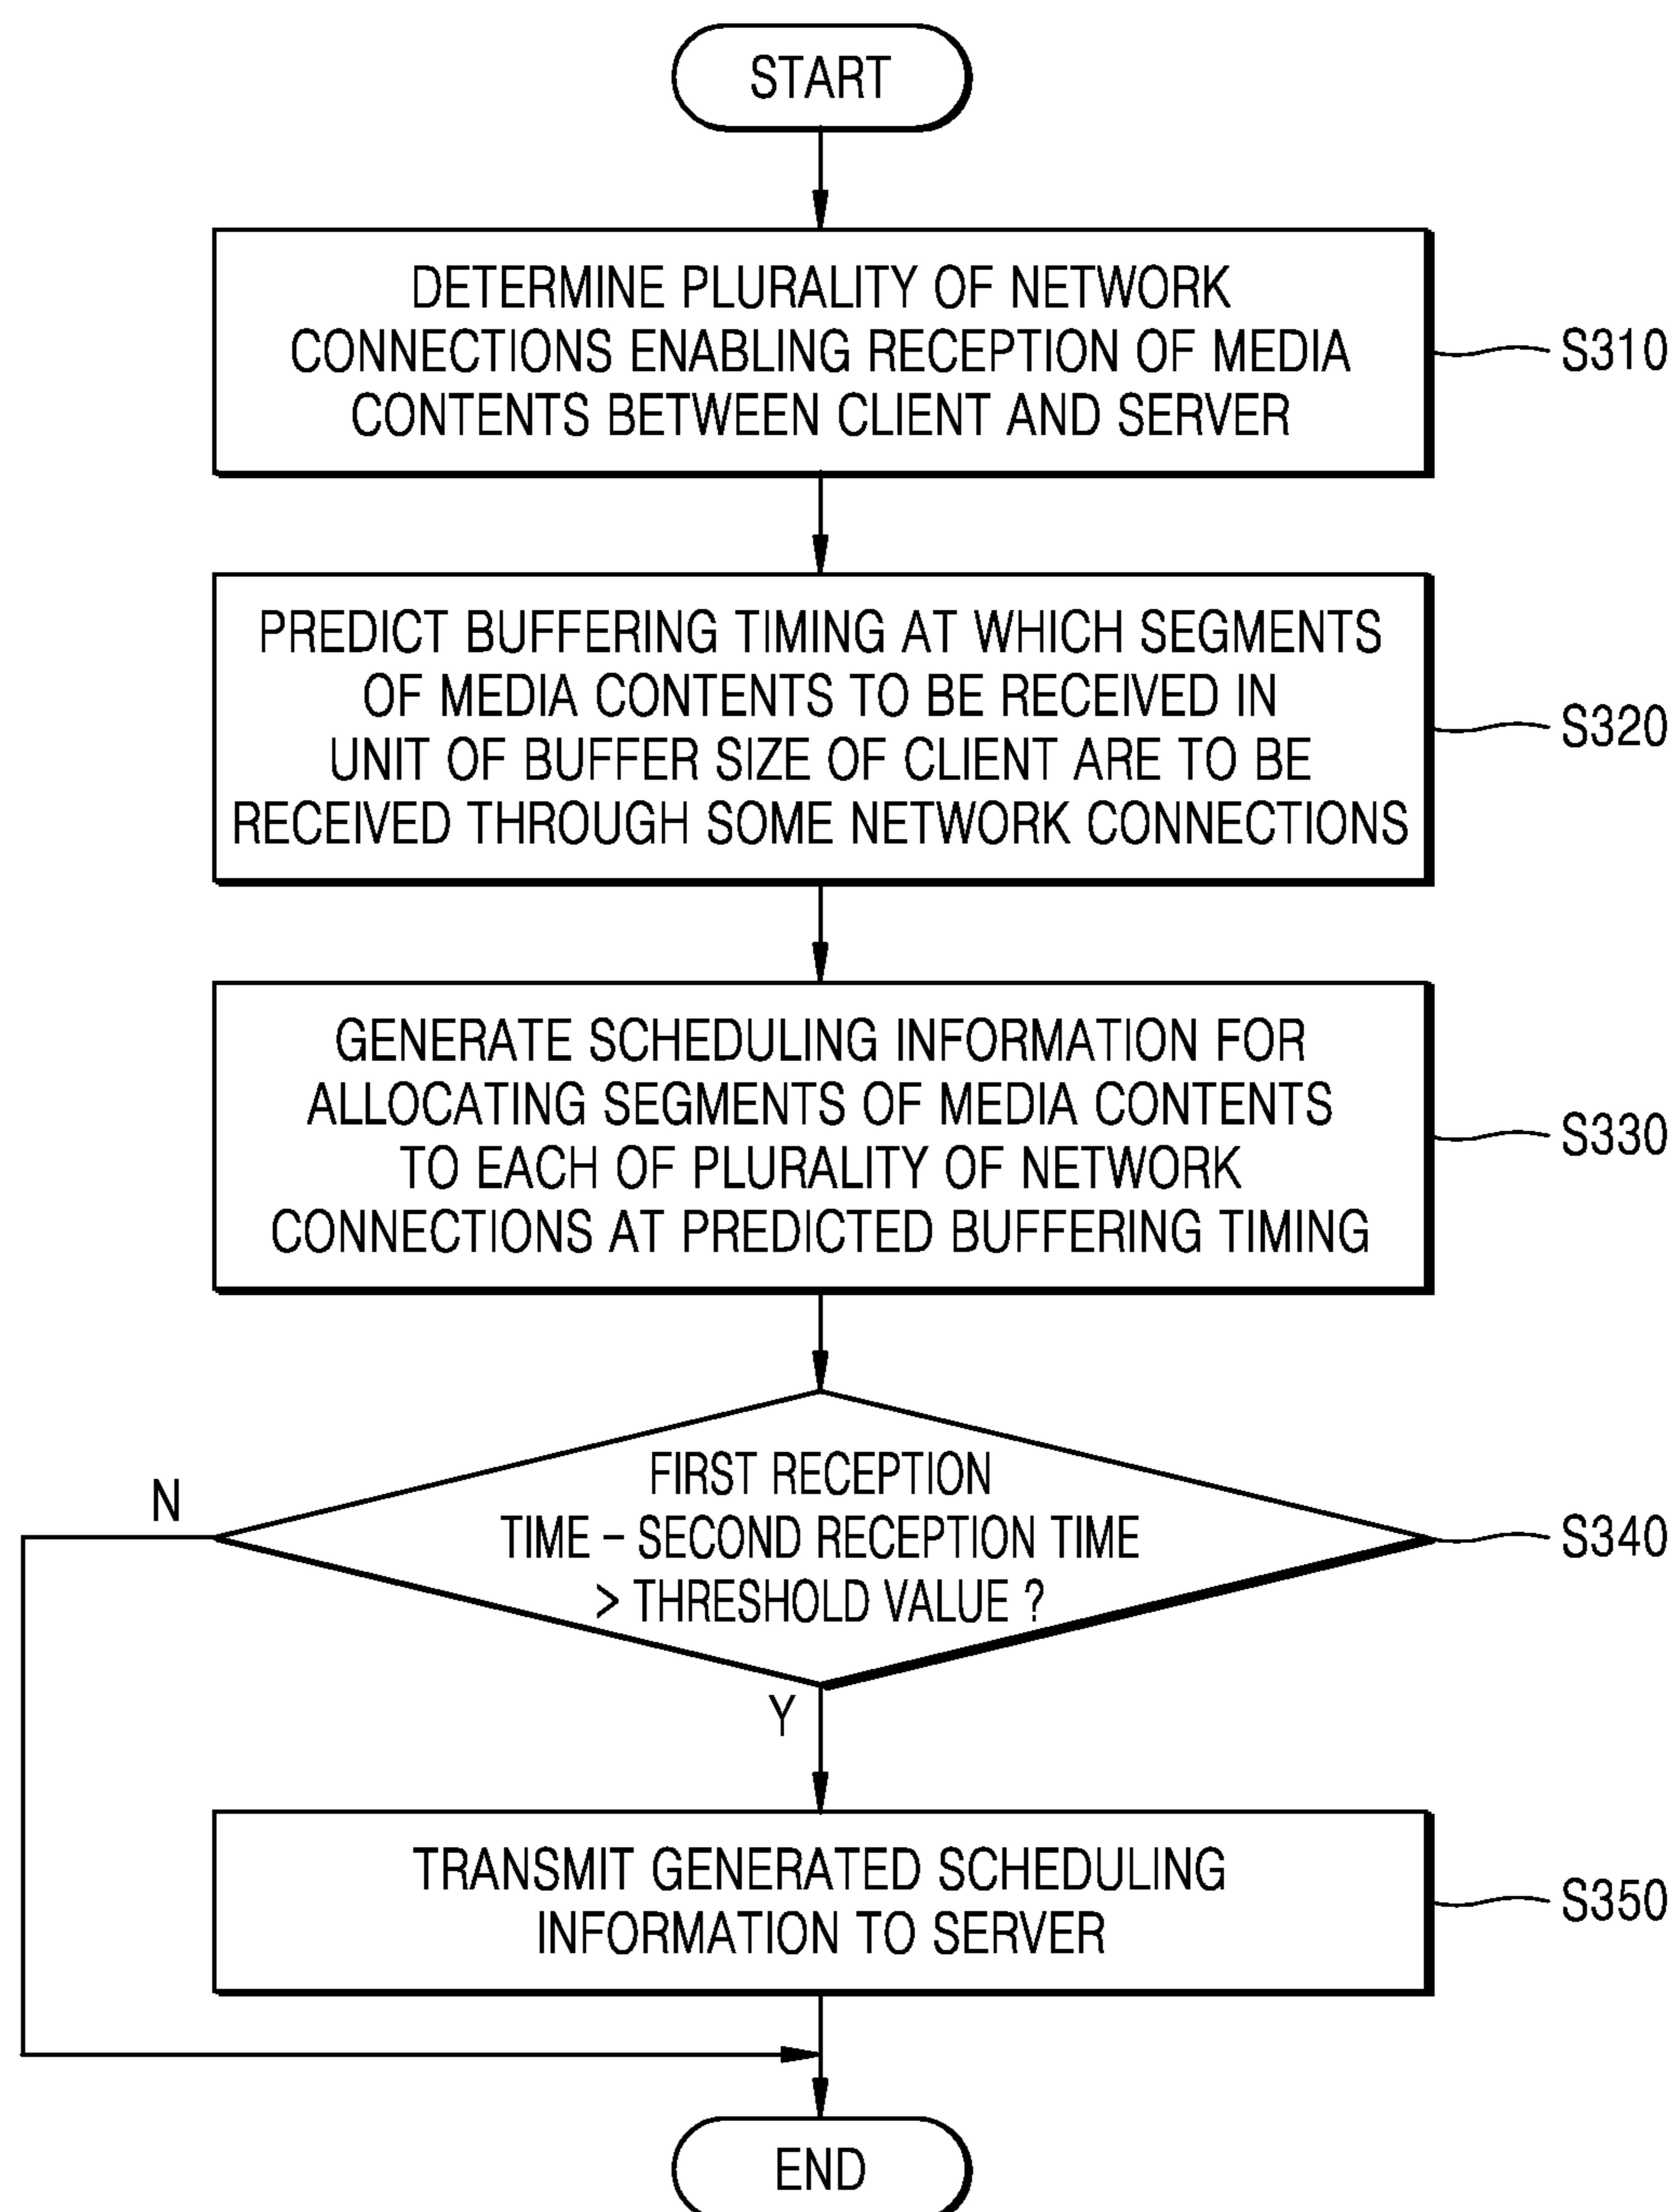 START
DETERMINE PLURALITY OF NETWORK
CONNECTIONS ENABLING RECEPTION OF MEDIA
CONTENTS BETWEEN CLIENT AND SERVER
S310
PREDICT BUFFERING TIMING AT WHICH SEGMENTS
OF MEDIA CONTENTS TO BE RECEIVED IN
UNIT OF BUFFER SIZE OF CLIENT ARE TO BE
RECEIVED THROUGH SOME NETWORK CONNECTIONS
S320
GENERATE SCHEDULING INFORMATION FOR
ALLOCATING SEGMENTS OF MEDIA CONTENTS
TO EACH OF PLURALITY OF NETWORK
CONNECTIONS AT PREDICTED BUFFERING TIMING
S330
FIRST RECEPTION
TIME – SECOND RECEPTION TIME
> THRESHOLD VALUE ?
S340
N
Y
TRANSMIT GENERATED SCHEDULING
INFORMATION TO SERVER
S350
END